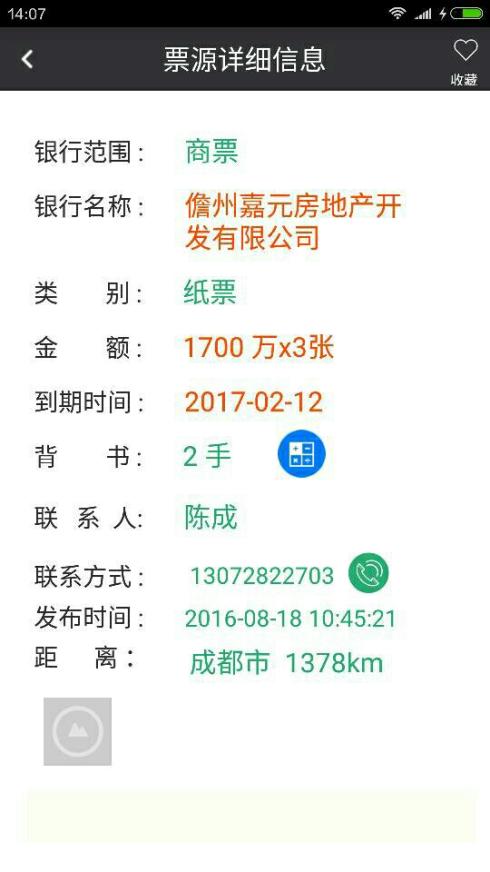 14:07
票源详细信息
收藏
银行范围: 商票
银行名称: 儋州嘉元房地产开
发有限公司
类 别: 纸票
金 额: 1700 万x3张
到期时间: 2017-02-12
背 书: 2 手
联 系 人: 陈成
联系方式: 13072822703
发布时间: 2016-08-18 10:45:21
距 离: 成都市 1378km